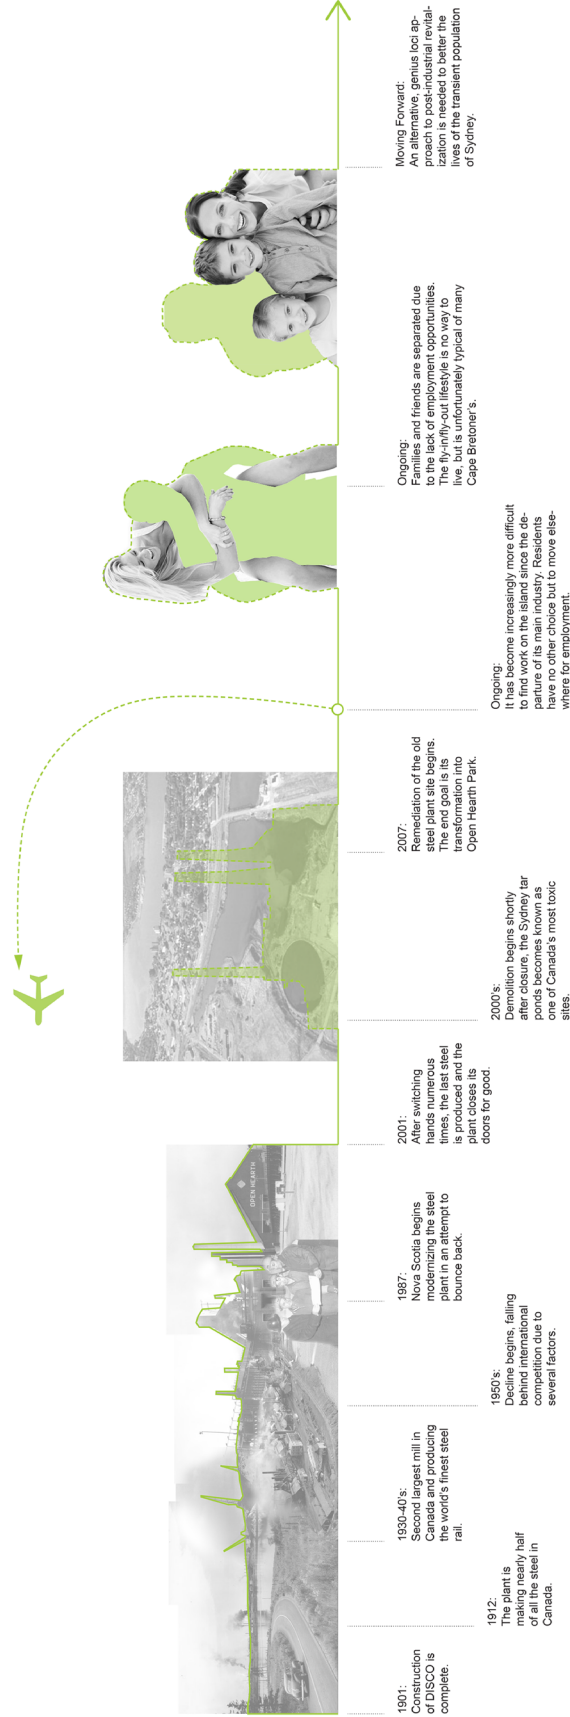 1901:
Construction
of DISCO is
complete.
1912:
The plant is
making nearly half
of all the steel in
Canada.
1930-40's:
Second largest mill in
Canada and producing
the world's finest steel
rail.
1950's:
Decline begins, falling
behind international
competition due to
several factors.
1987:
Nova Scotia begins
modernizing the steel
plant in an attempt to
bounce back.
OPEN HEARTH
2001:
After switching
hands numerous
times, the last steel
is produced and the
plant closes its
doors for good.
2000's:
Demolition begins shortly
after closure, the Sydney tar
ponds becomes known as
one of Canada's most toxic
sites.
2007:
Remediation of the old
steel plant site begins.
The end goal is its
transformation into
Open Hearth Park.
Ongoing:
It has become increasingly more difficult
to find work on the island since the de-
parture of its main industry. Residents
have no other choice but to move else-
where for employment.
Ongoing:
Families and friends are separated due
to the lack of employment opportunities.
The fly-in/fly-out lifestyle is no way to
live, but is unfortunately typical of many
Cape Bretoner's.
Moving Forward:
An alternative, genius loci ap-
proach to post-industrial revital-
ization is needed to better the
lives of the transient population
of Sydney.